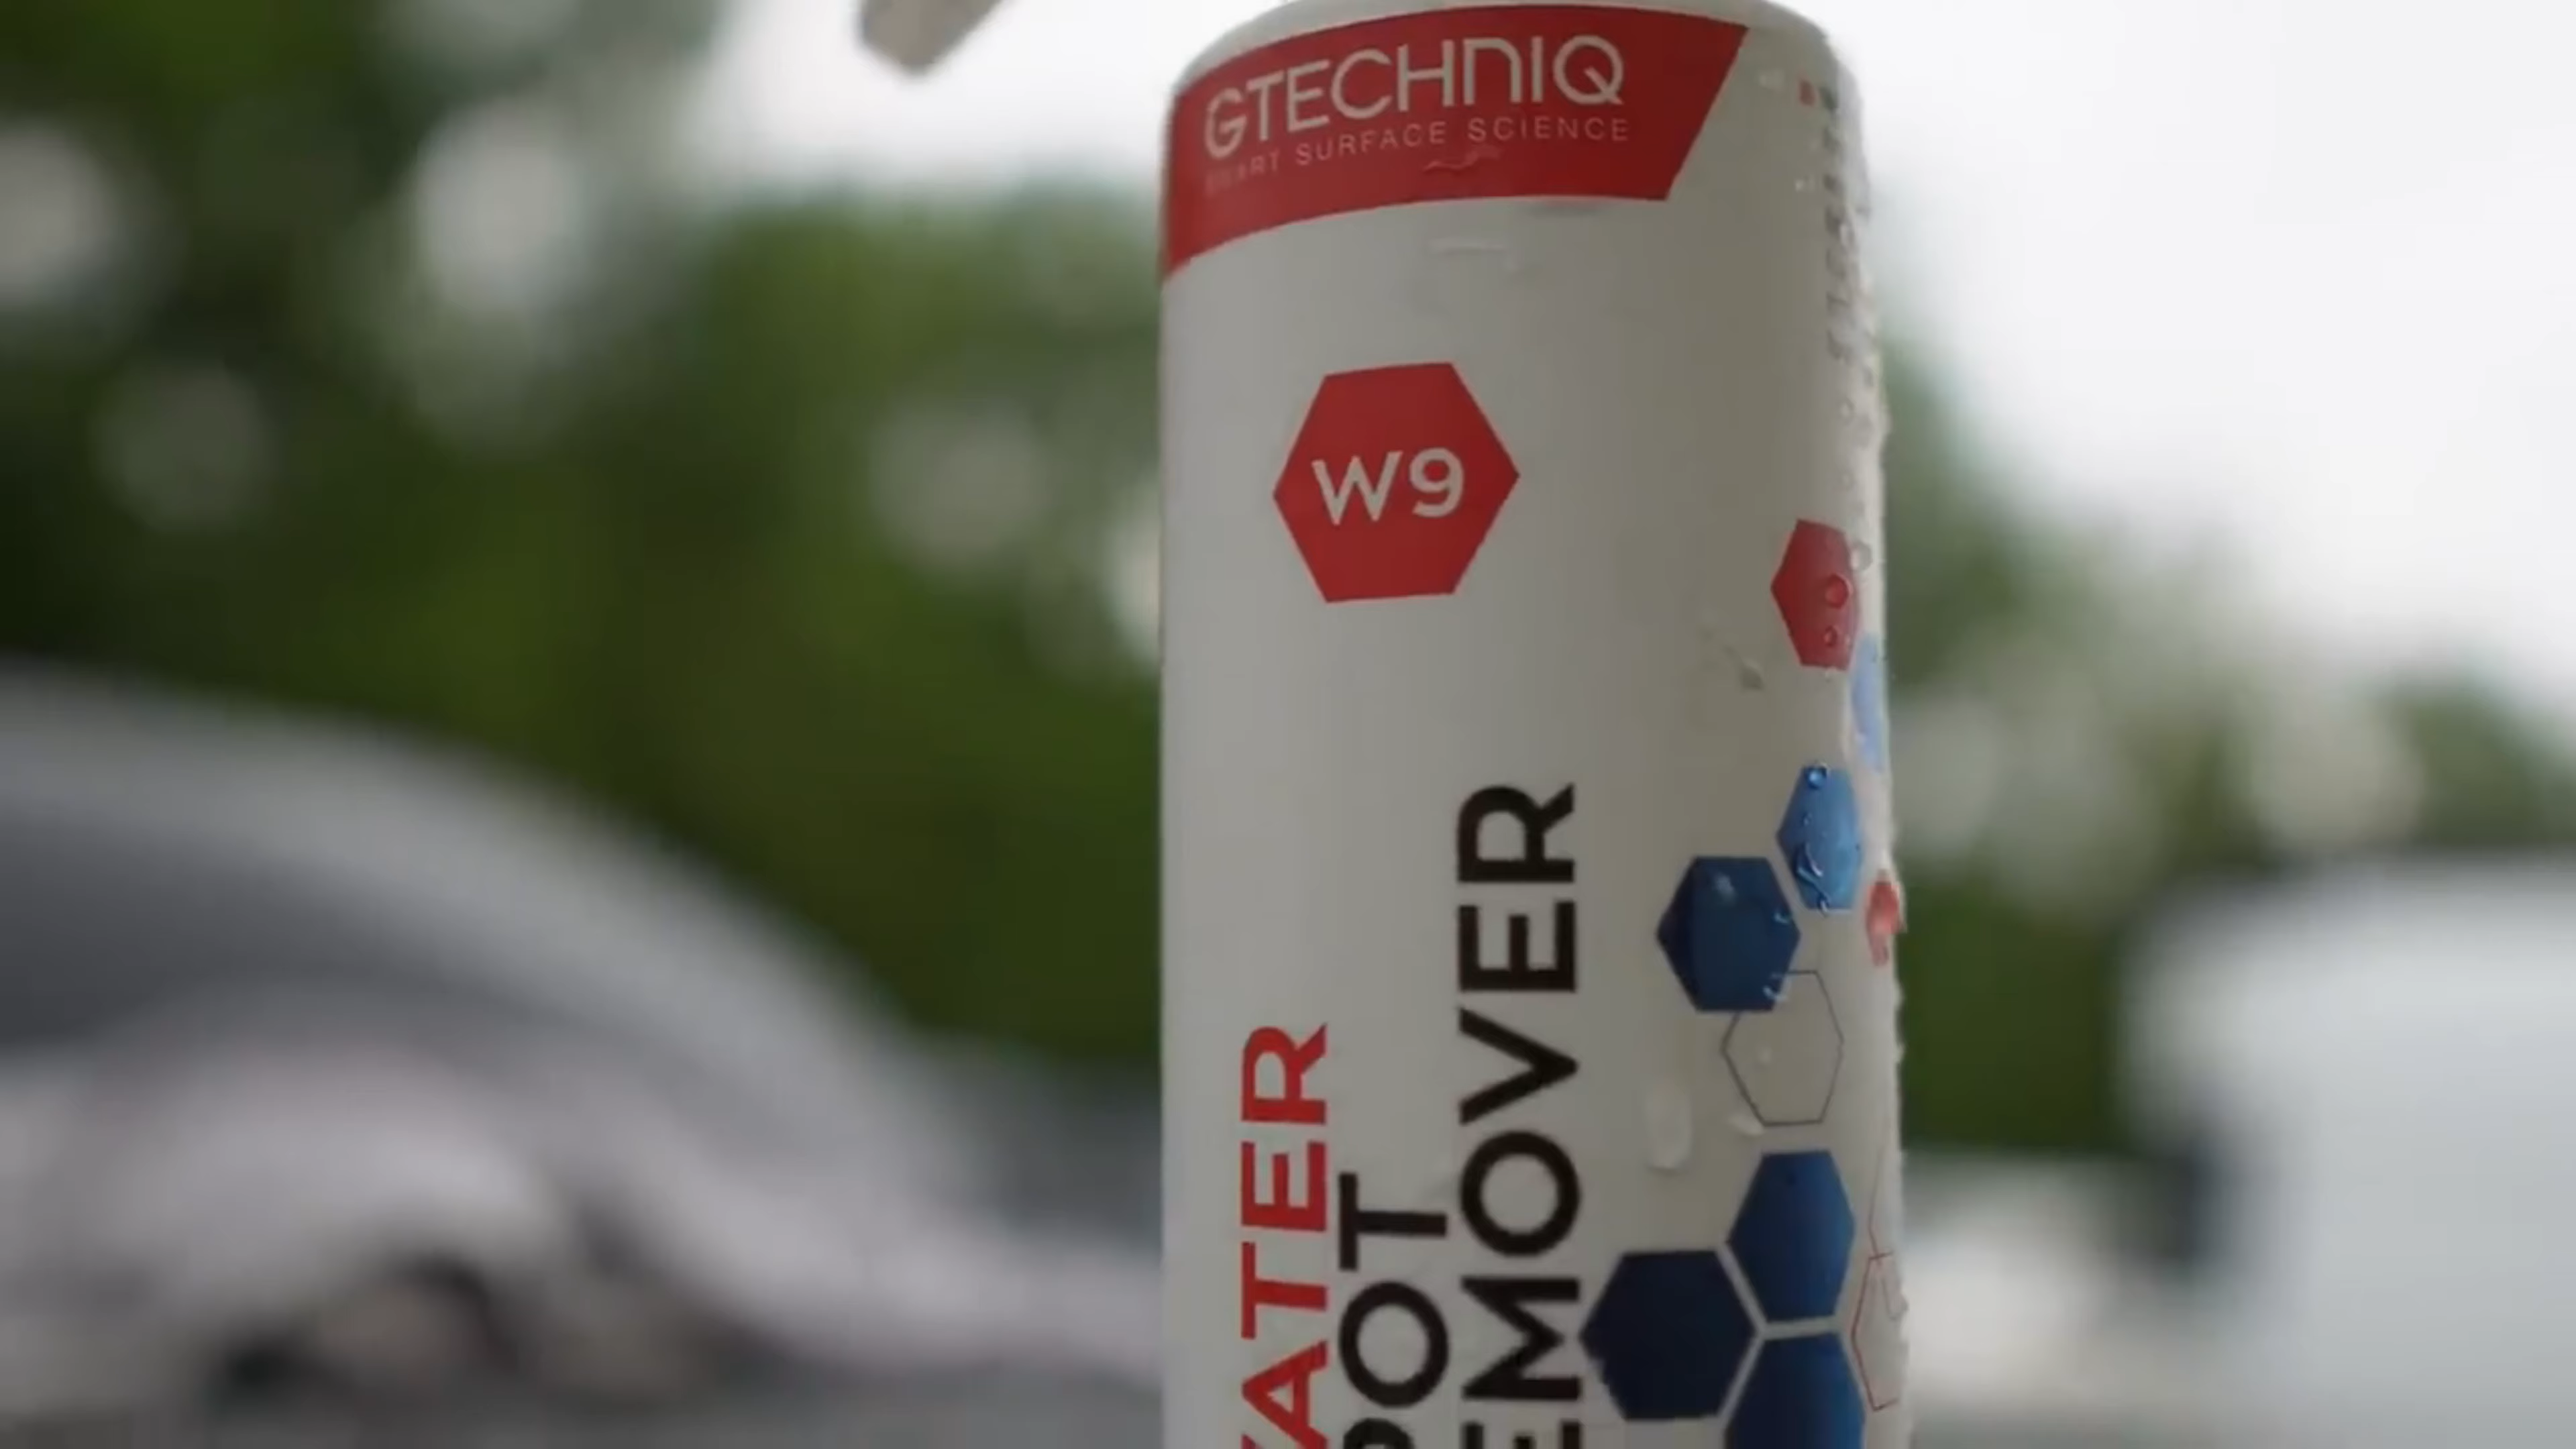 GTECHNIQ
SMART SURFACE SCIENCE
W9
ATER
POT
EMOVER